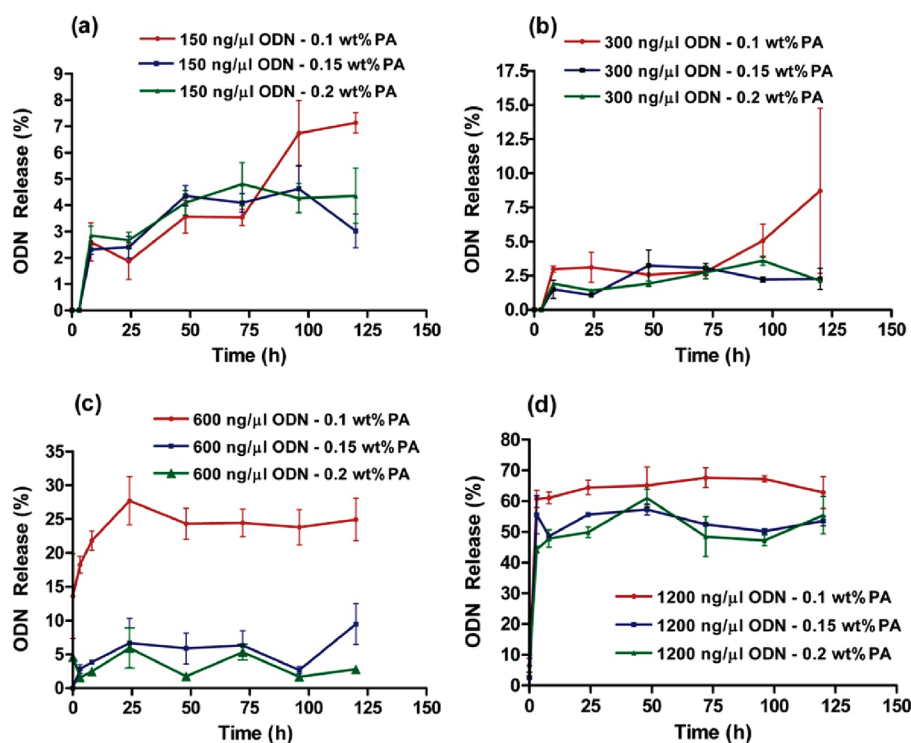 (a)
150 ng/μl ODN - 0.1 wt% PA
150 ng/μl ODN - 0.15 wt% PA
150 ng/μl ODN - 0.2 wt% PA
ODN Release (%)
9
8
7
6
5
4
3
2
1
0
0 25 50 75 100 125 150
Time (h)
(b)
300 ng/μl ODN - 0.1 wt% PA
300 ng/μl ODN - 0.15 wt% PA
300 ng/μl ODN - 0.2 wt% PA
ODN Release (%)
17.5
15.0
12.5
10.0
7.5
5.0
2.5
0.0
0 25 50 75 100 125 150
Time (h)
(c)
600 ng/μl ODN - 0.1 wt% PA
600 ng/μl ODN - 0.15 wt% PA
600 ng/μl ODN - 0.2 wt% PA
ODN Release (%)
35
30
25
20
15
10
5
0
0 25 50 75 100 125 150
Time (h)
(d)
ODN Release (%)
80
70
60
50
40
30
20
10
0
1200 ng/μl ODN - 0.1 wt% PA
1200 ng/μl ODN - 0.15 wt% PA
1200 ng/μl ODN - 0.2 wt% PA
0 25 50 75 100 125 150
Time (h)